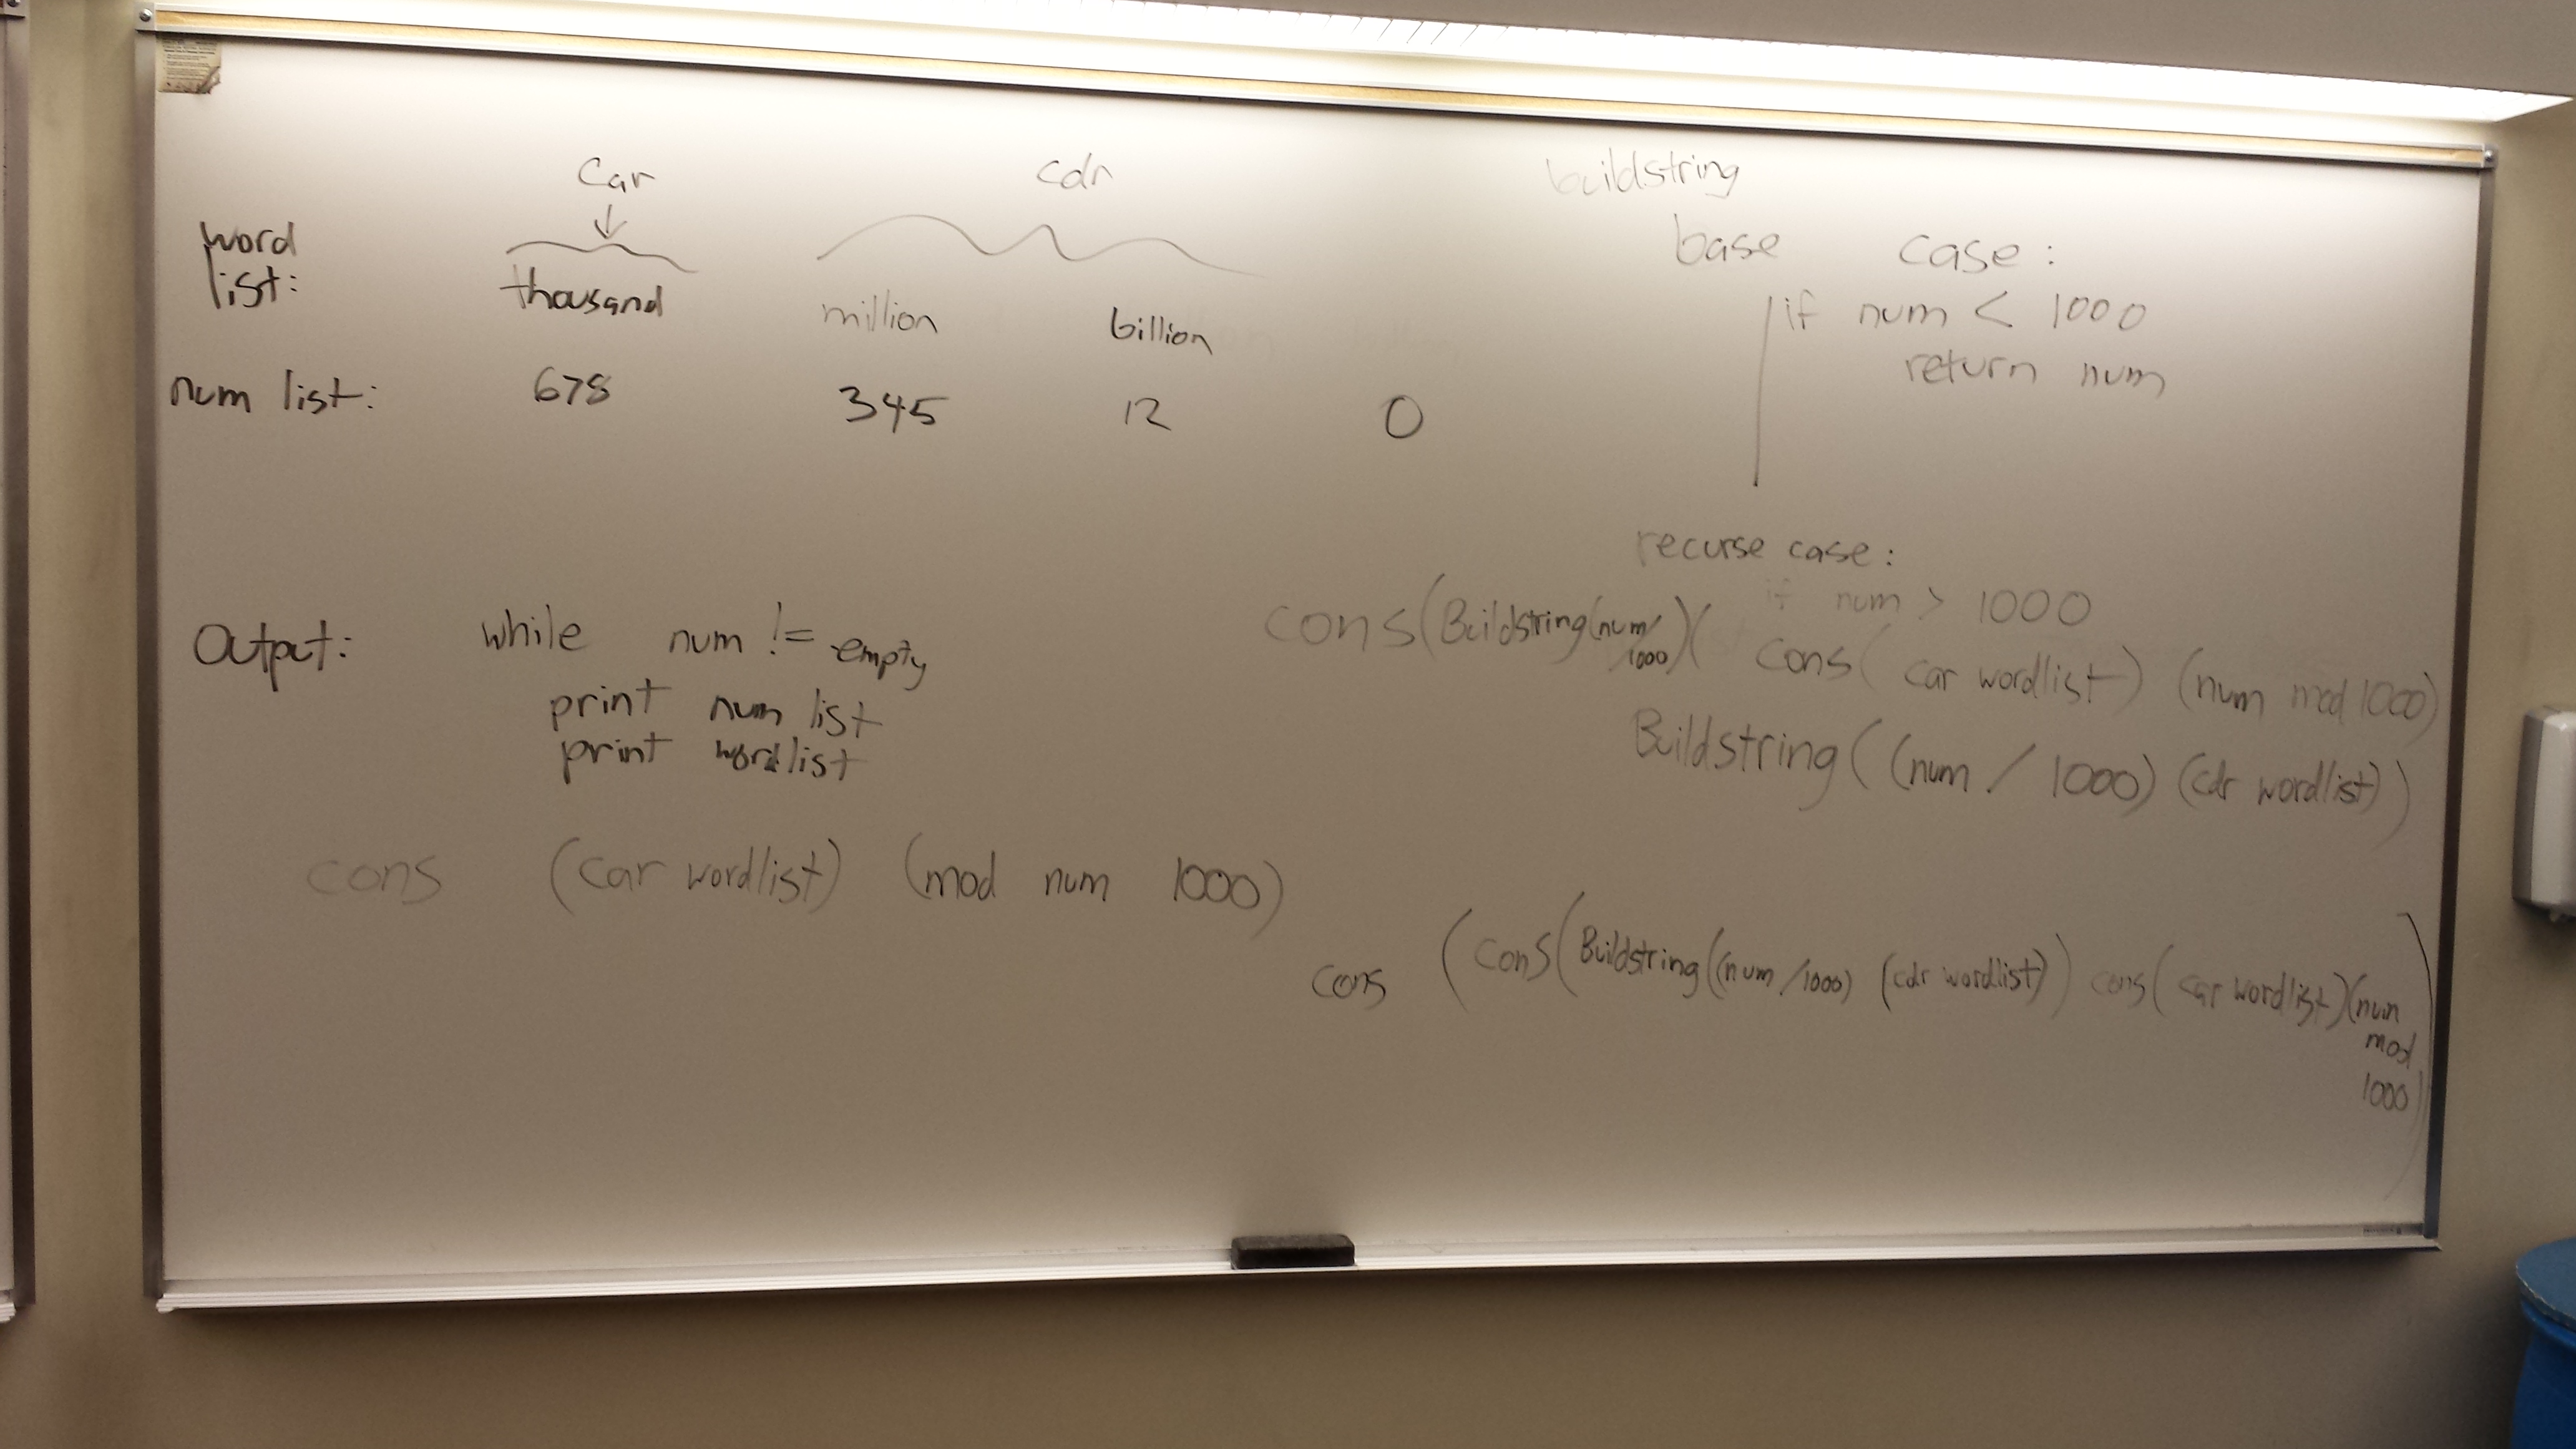 car cdr
word
list:
thousand million billion
num list: 678 345 12 0
Output: while num != empty
print num list
print wordlist
cons (car wordlist) (mod num 1000)
buildstring
base case:
if num < 1000
return num
recurse case:
if num > 1000
cons(Buildstring(num/
1000)( cons( car wordlist) (num mod 1000)
Buildstring((num / 1000) (cdr wordlist))
cons (cons(Buildstring((num /1000) (cdr wordlist)) cons( car wordlist)(num
mod
1000)